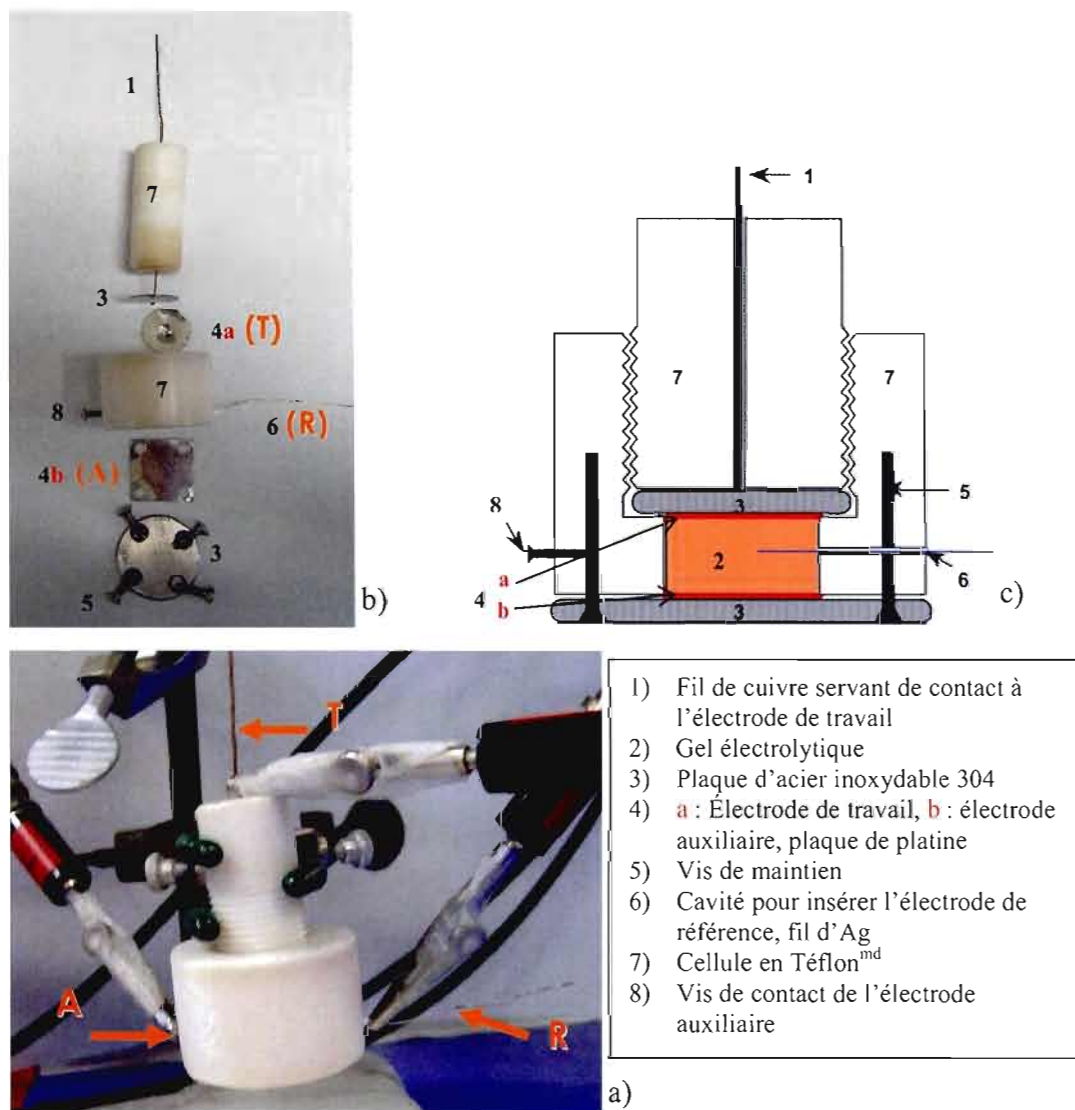 1
7
3
4a (T)
7
8
6 (R)
4b (A)
3
5
b)
1
7
7
3
5
8
a
2
4
b
6
3
c)
T
A
R
a)
1) Fil de cuivre servant de contact à
l'électrode de travail
2) Gel électrolytique
3) Plaque d'acier inoxydable 304
4) a : Électrode de travail, b : électrode
auxiliaire, plaque de platine
5) Vis de maintien
6) Cavité pour insérer l'électrode de
référence, fil d'Ag
7) Cellule en Téflonmd
8) Vis de contact de l'électrode
auxiliaire